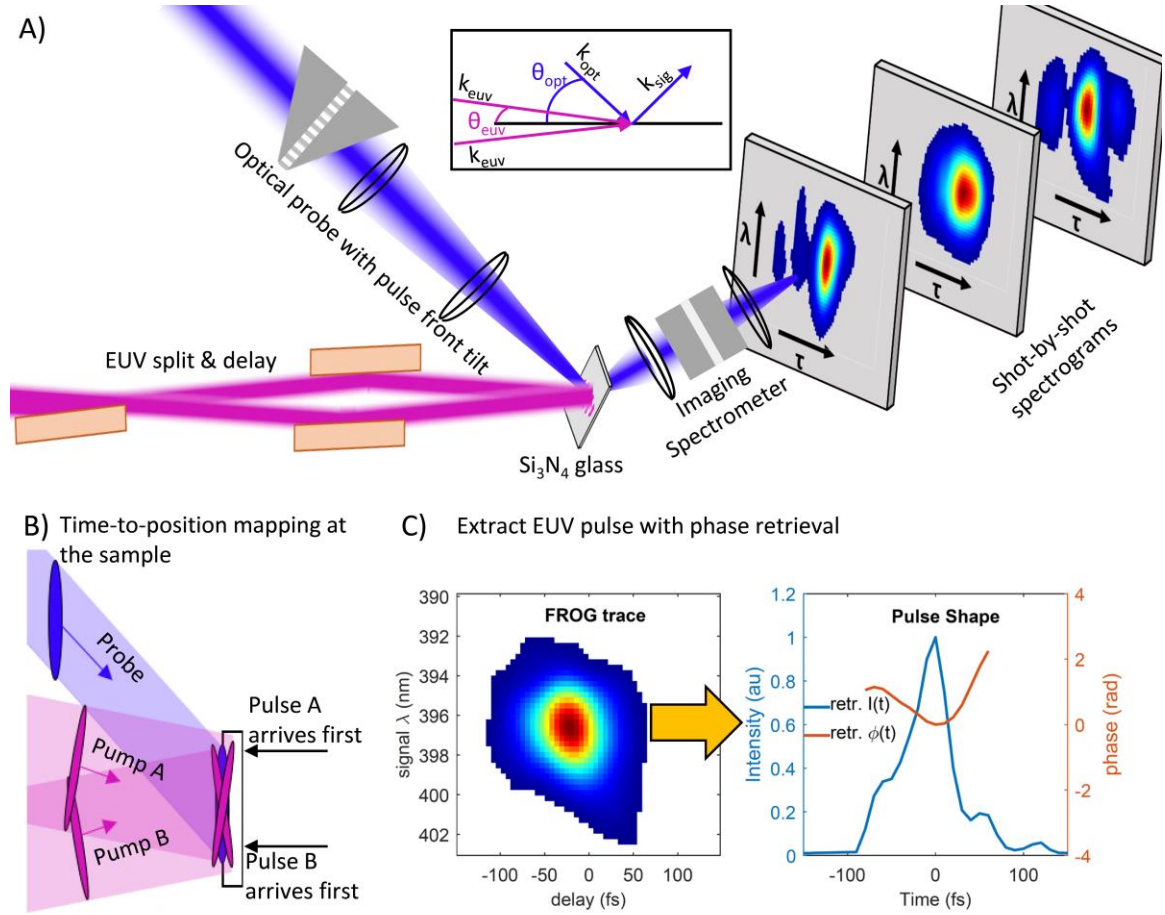 A)
k_opt
θ_opt
k_sig
k_euv
θ_euv
k_euv
Optical probe with pulse front tilt
EUV split & delay
Si₃N₄ glass
Imaging
Spectrometer
λ
τ
λ
τ
λ
τ
Shot-by-shot
spectrograms
B) Time-to-position mapping at
the sample
Probe
Pump A
Pump B
Pulse A
arrives first
Pulse B
arrives first
C) Extract EUV pulse with phase retrieval
FROG trace
signal λ (nm)
390
392
394
396
398
400
402
-100 -50 0 50 100
delay (fs)
Pulse Shape
Intensity (au)
1.2
1
0.8
0.6
0.4
0.2
0
retr. I(t)
retr. ϕ(t)
4
2
0
-2
-4
phase (rad)
-100 0 100
Time (fs)